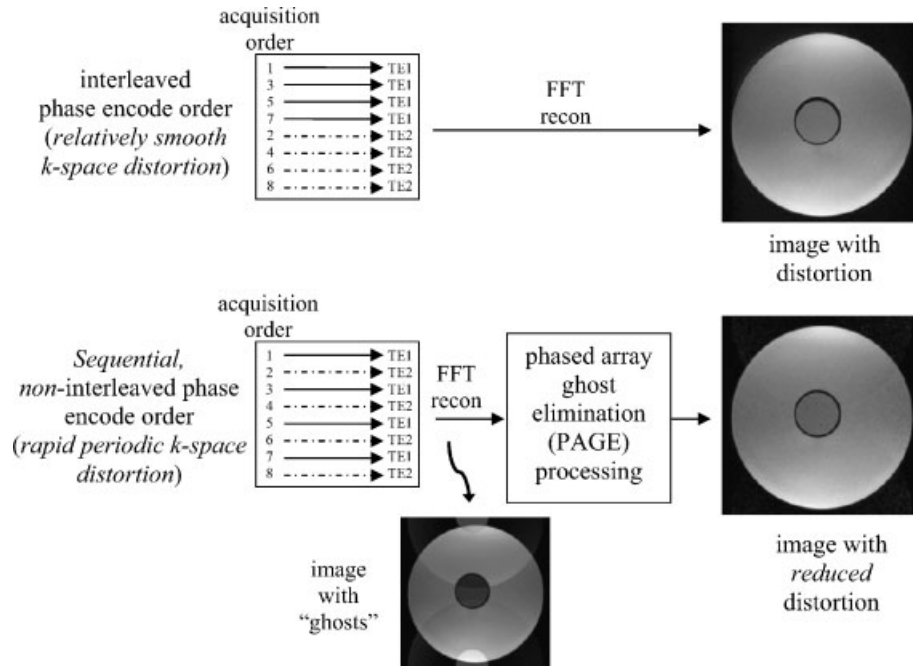 acquisition
order
interleaved
phase encode order
(relatively smooth
k-space distortion)
1 TE1
3 TE1
5 TE1
7 TE1
2 TE2
4 TE2
6 TE2
8 TE2
FFT
recon
image with
distortion
acquisition
order
Sequential,
non-interleaved phase
encode order
(rapid periodic k-space
distortion)
1 TE1
2 TE2
3 TE1
4 TE2
5 TE1
6 TE2
7 TE1
8 TE2
FFT
recon
phased array
ghost
elimination
(PAGE)
processing
image
with
“ghosts”
image with
reduced
distortion